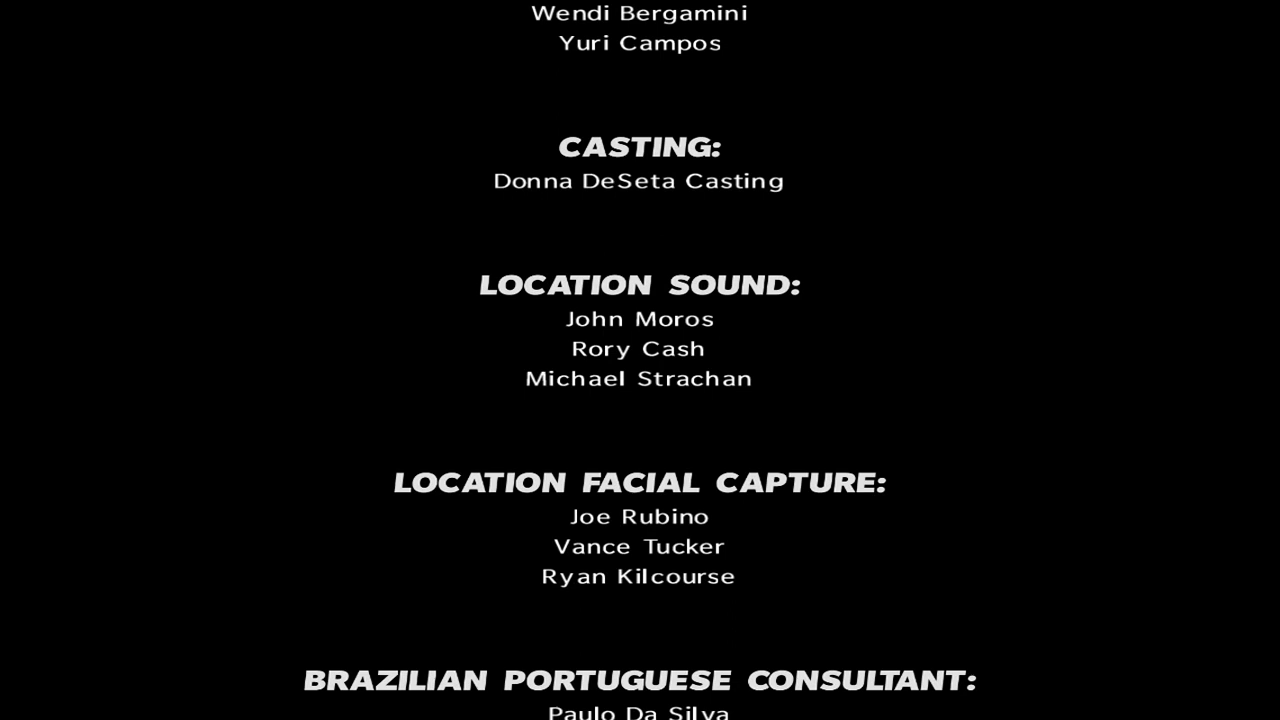 Wendi Bergamini
Yuri Campos
CASTING:
Donna DeSeta Casting
LOCATION SOUND:
John Moros
Rory Cash
Michael Strachan
LOCATION FACIAL CAPTURE:
Joe Rubino
Vance Tucker
Ryan Kilcourse
BRAZILIAN PORTUGUESE CONSULTANT:
Paulo Da Silva